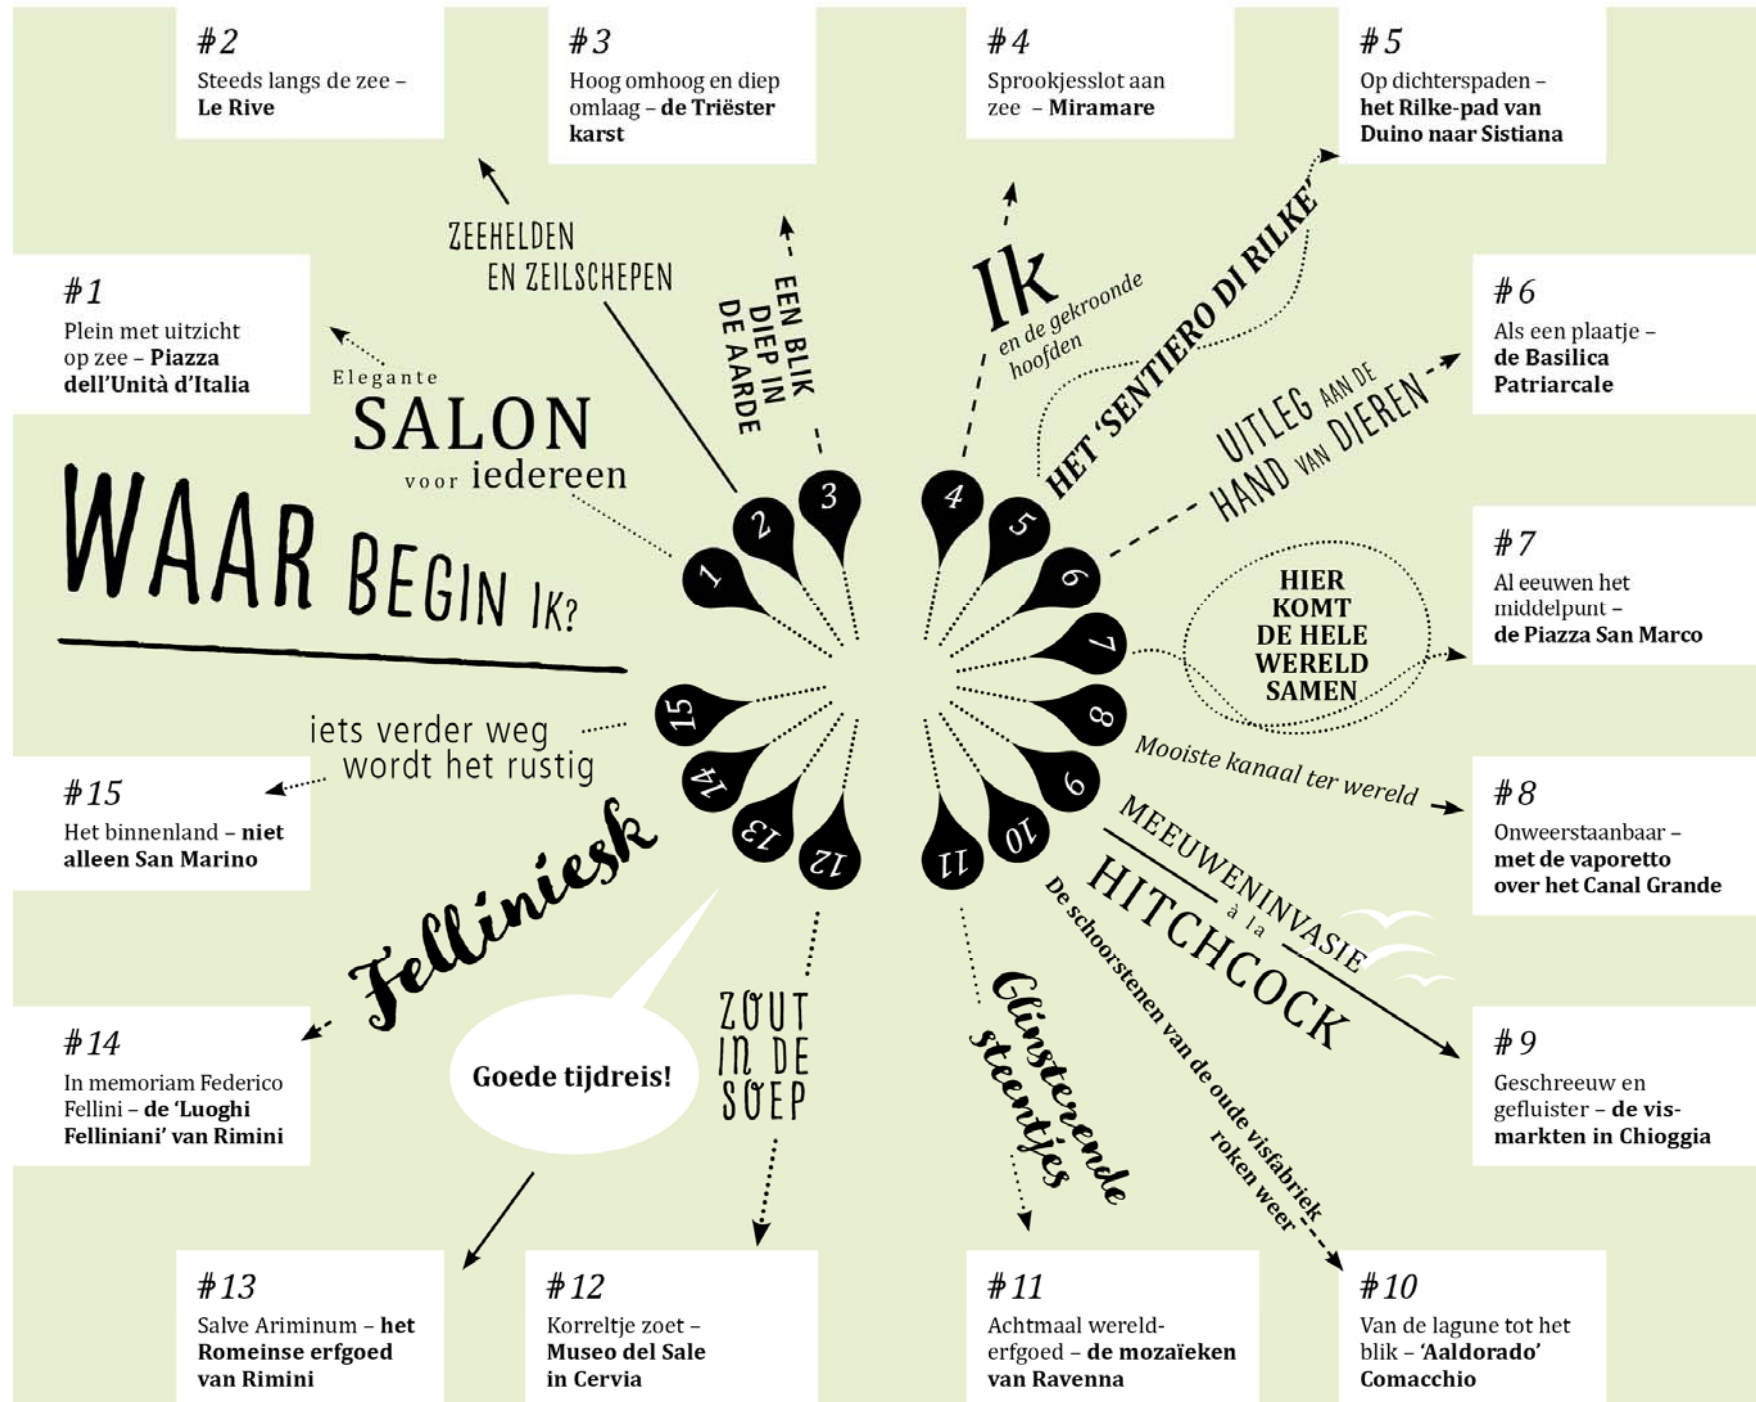 #2
Steeds langs de zee –
Le Rive
#3
Hoog omhoog en diep
omlaag – de Triëster
karst
#4
Sprookjesslot aan
zee – Miramare
#5
Op dichterspaden –
het Rilke-pad van
Duino naar Sistiana
ZEEHELDEN
EN ZEILSCHEPEN
EEN BLIK
DIEP IN
DE AARDE
Ik
en de gekroonde
hoofden
HET ‘SENTIERO DI RILKE’
#1
Plein met uitzicht
op zee – Piazza
dell’Unità d’Italia
Elegante
SALON
voor iedereen
#6
Als een plaatje –
de Basilica
Patriarcale
UITLEG AAN DE
HAND VAN DIEREN
WAAR BEGIN IK?
1
2
3
4
5
6
7
8
9
10
11
12
13
14
15
HIER
KOMT
DE HELE
WERELD
SAMEN
#7
Al eeuwen het
middelpunt –
de Piazza San Marco
iets verder weg
wordt het rustig
Mooiste kanaal ter wereld
#15
Het binnenland – niet
alleen San Marino
#8
Onweerstaanbaar –
met de vaporetto
over het Canal Grande
Felliniesk
MEEUWENINVASIE
à la
HITCHCOCK
De schoorstenen van de oude visfabriek
roken weer
Glinsterende
steentjes
ZOUT
IN DE
SOEP
Goede tijdreis!
#14
In memoriam Federico
Fellini – de ‘Luoghi
Felliniani’ van Rimini
#9
Geschreeuw en
gefluister – de vis-
markten in Chioggia
#13
Salve Ariminum – het
Romeinse erfgoed
van Rimini
#12
Korreltje zoet –
Museo del Sale
in Cervia
#11
Achtmaal wereld-
erfgoed – de mozaïeken
van Ravenna
#10
Van de lagune tot het
blik – ‘Aaldorado’
Comacchio